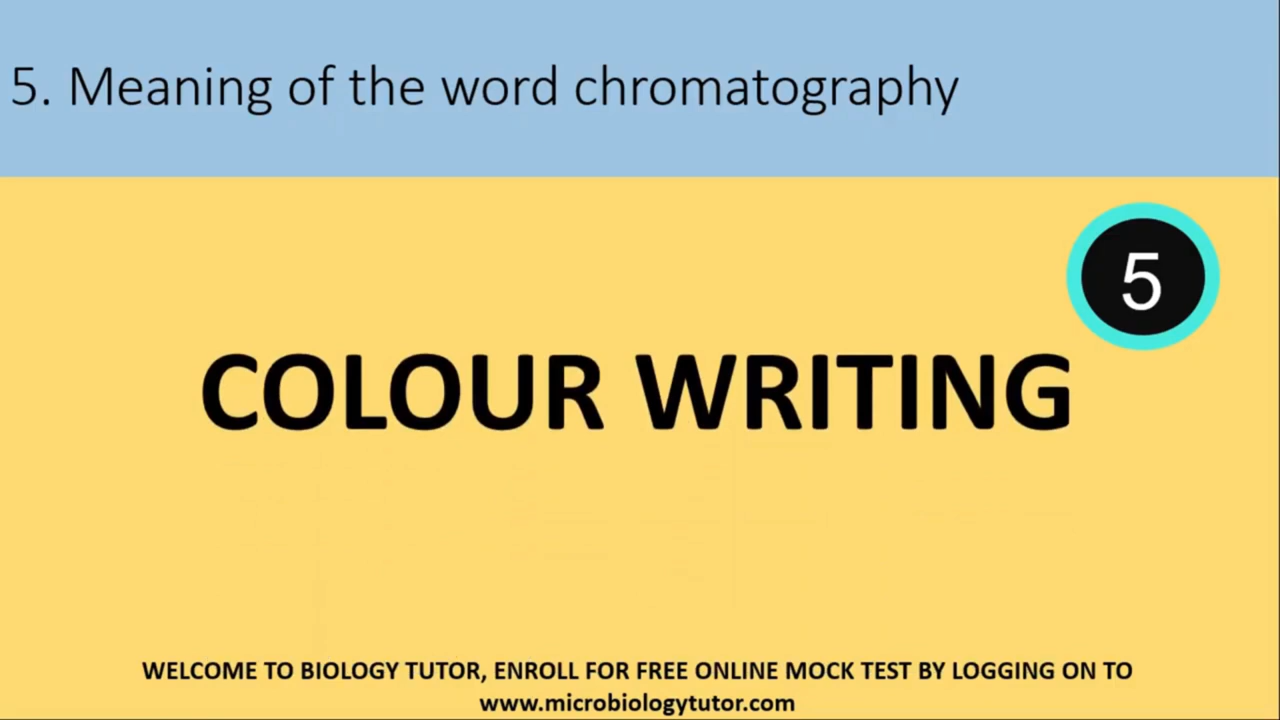 5. Meaning of the word chromatography
5
COLOUR WRITING
WELCOME TO BIOLOGY TUTOR, ENROLL FOR FREE ONLINE MOCK TEST BY LOGGING ON TO
www.microbiologytutor.com